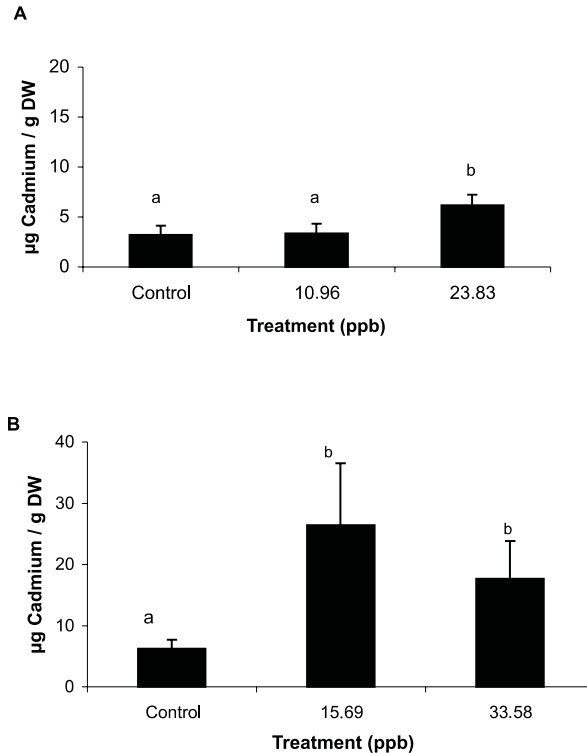 A
µg Cadmium / g DW
20
15
10
5
0
a
a
b
Control
10.96
23.83
Treatment (ppb)
B
µg Cadmium / g DW
40
30
20
10
0
a
b
b
Control
15.69
33.58
Treatment (ppb)